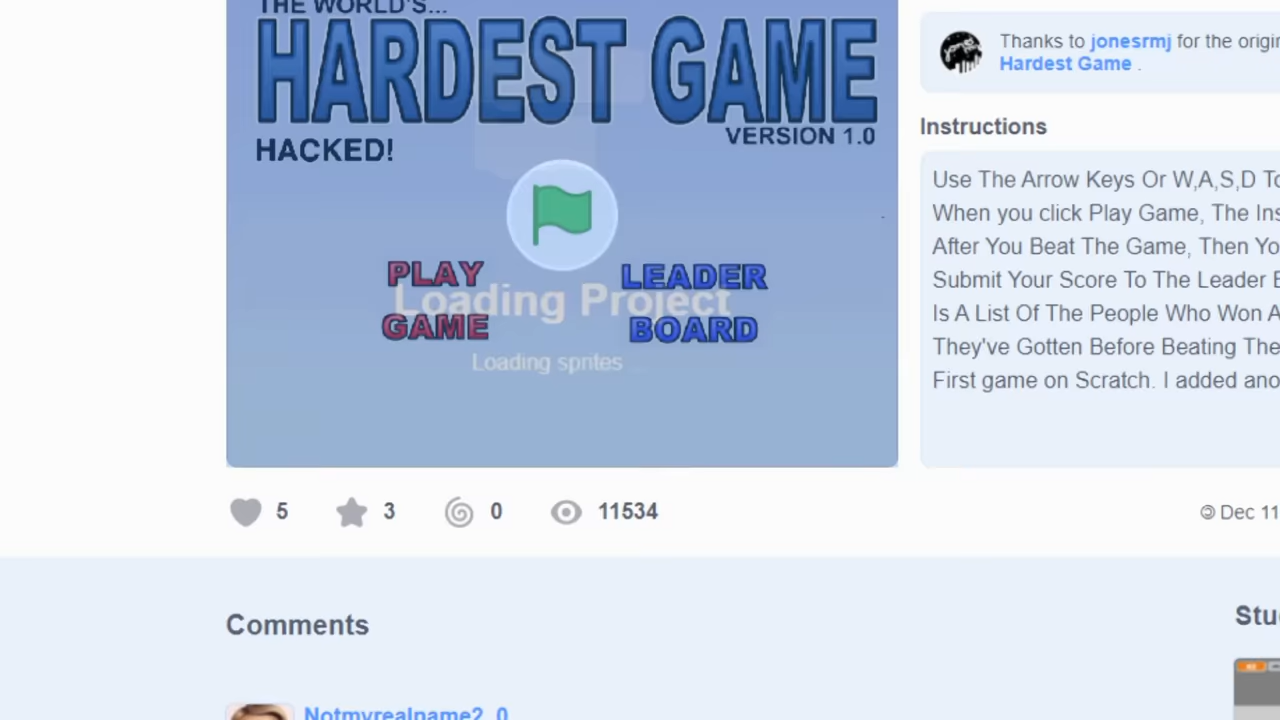 THE WORLD'S...
HARDEST GAME
HACKED!
VERSION 1.0
PLAY
GAME
LEADER
BOARD
Loading Project
Loading sprites
5
3
0
11534
Thanks to jonesrmj for the origi
Hardest Game .
Instructions
Use The Arrow Keys Or W,A,S,D To
When you click Play Game, The Ins
After You Beat The Game, Then Yo
Submit Your Score To The Leader B
Is A List Of The People Who Won A
They've Gotten Before Beating The
First game on Scratch. I added ano
Dec 11
Comments
Notmyrealname2_0
Stu